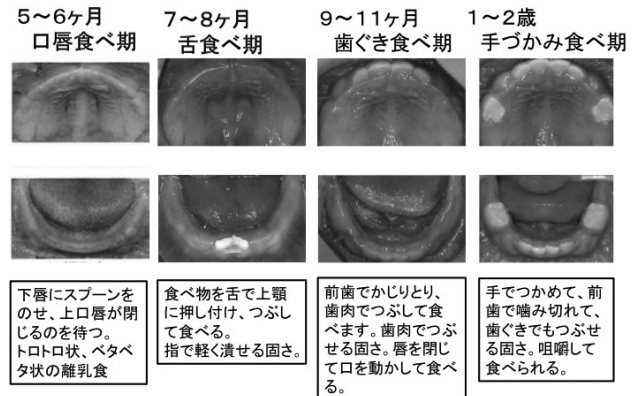 5〜6ヶ月
口唇食べ期
7〜8ヶ月
舌食べ期
9〜11ヶ月
歯ぐき食べ期
1〜2歳
手づかみ食べ期
下唇にスプーンを
のせ、上口唇が閉
じるのを待つ。
トロトロ状、ベタベ
タ状の離乳食
食べ物を舌で上顎
に押し付け、つぶし
て食べる。
指で軽く潰せる固さ。
前歯でかじりとり、
歯肉でつぶして食
べます。歯肉でつぶ
せる固さ。唇を閉じ
て口を動かして食べ
る。
手でつかめて、前
歯で噛み切れて、
歯ぐきでもつぶせ
る固さ。咀嚼して
食べられる。